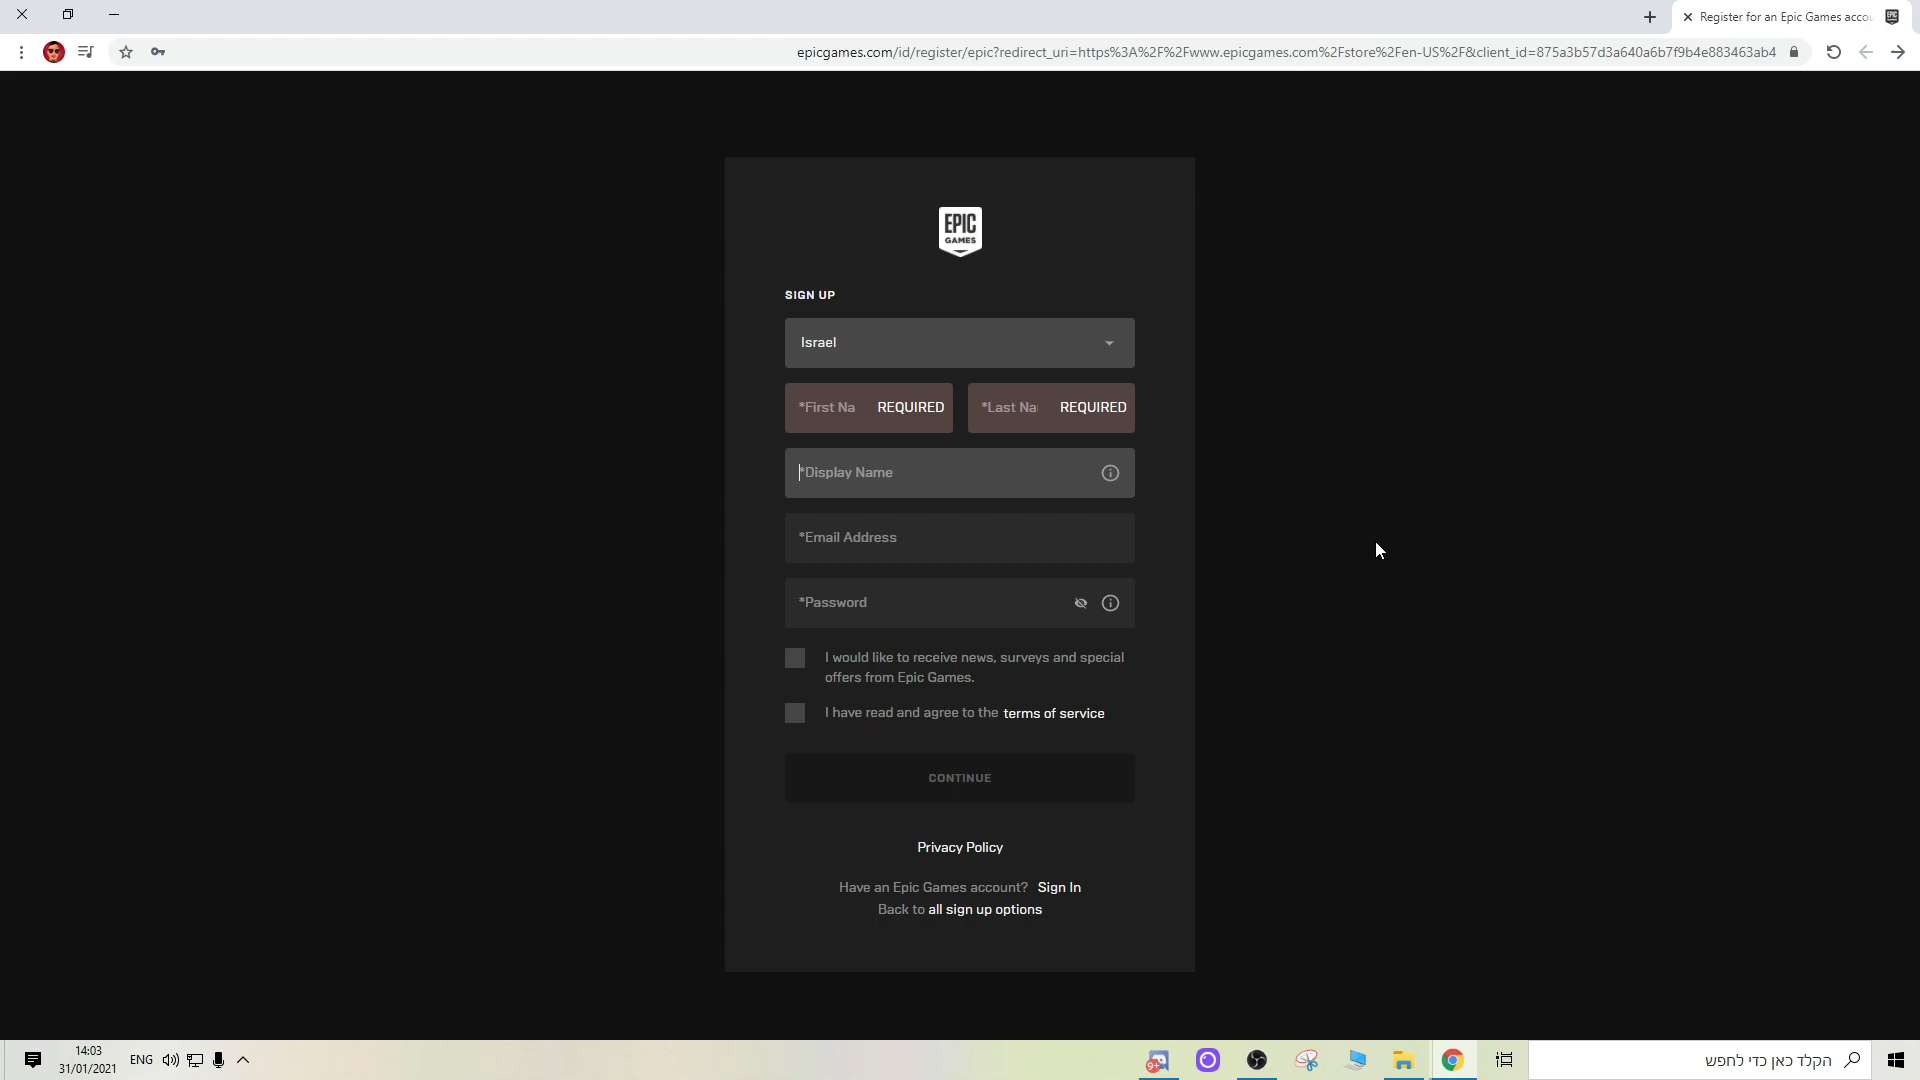 Register for an Epic Games accou
epicgames.com/id/register/epic?redirect_uri=https%3A%2F%2Fwww.epicgames.com%2Fstore%2Fen-US%2F&client_id=875a3b57d3a640a6b7f9b4e883463ab4
EPIC
GAMES
SIGN UP
Israel
*First Na REQUIRED *Last Na REQUIRED
*Display Name
*Email Address
*Password
I would like to receive news, surveys and special
offers from Epic Games.
I have read and agree to the terms of service
CONTINUE
Privacy Policy
Have an Epic Games account? Sign In
Back to all sign up options
14:03
31/01/2021
ENG
9+
הקלד כאן כדי לחפש